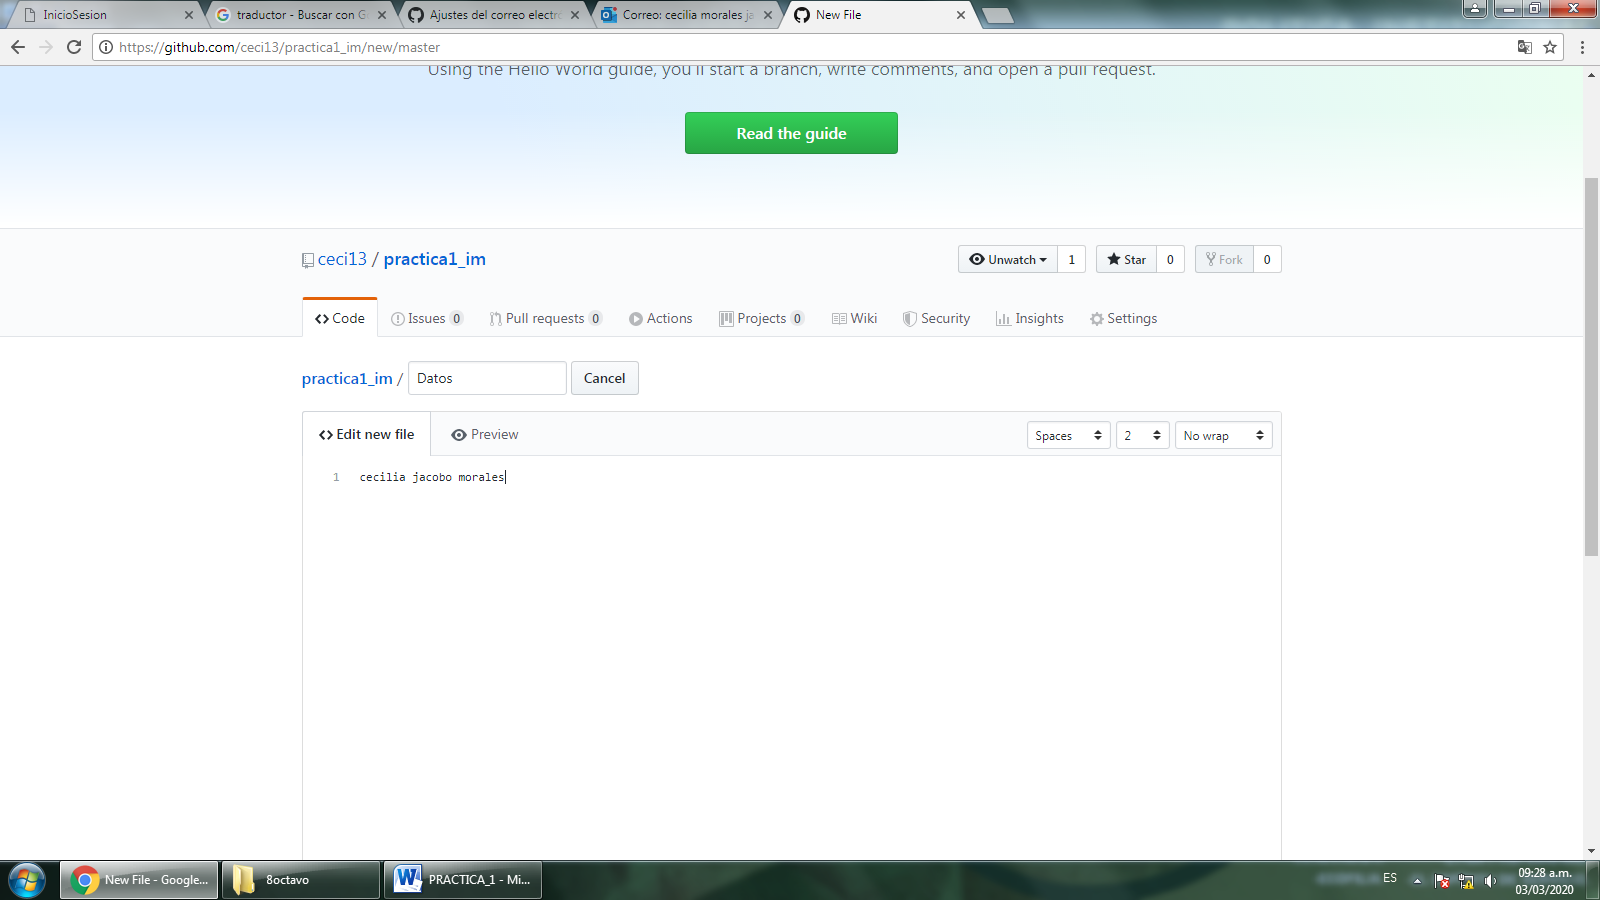 InicioSesion
traductor - Buscar con G
Ajustes del correo electró
Correo: cecilia morales ja
New File
https://github.com/ceci13/practica1_im/new/master
Using the Hello World guide, you'll start a branch, write comments, and open a pull request.
Read the guide
ceci13 / practica1_im
Unwatch 1
Star 0
Fork 0
Code
Issues 0
Pull requests 0
Actions
Projects 0
Wiki
Security
Insights
Settings
practica1_im / Datos Cancel
Edit new file
Preview
Spaces
2
No wrap
1 cecilia jacobo morales
New File - Google...
8octavo
PRACTICA_1 - Mi...
ES
09:28 a.m.
03/03/2020